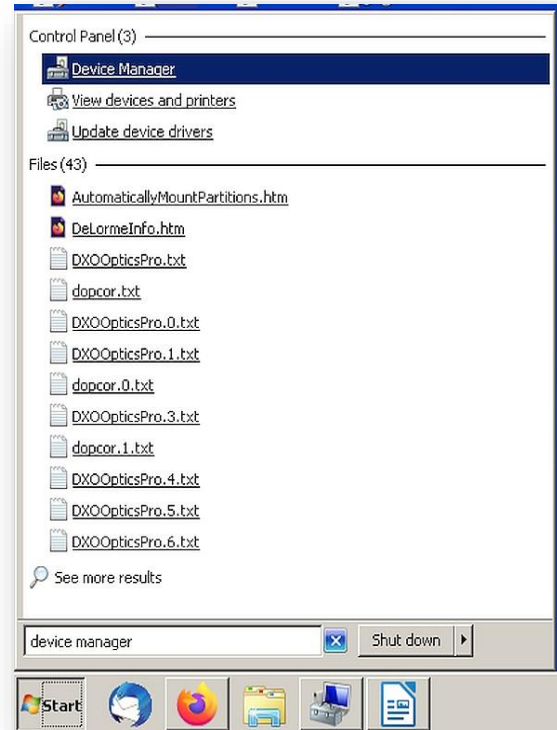 Control Panel (3)
Device Manager
View devices and printers
Update device drivers
Files (43)
AutomaticallyMountPartitions.htm
DeLormeInfo.htm
DXOOpticsPro.txt
dopcor.txt
DXOOpticsPro.0.txt
DXOOpticsPro.1.txt
dopcor.0.txt
DXOOpticsPro.3.txt
dopcor.1.txt
DXOOpticsPro.4.txt
DXOOpticsPro.5.txt
DXOOpticsPro.6.txt
See more results
device manager Shut down
Start